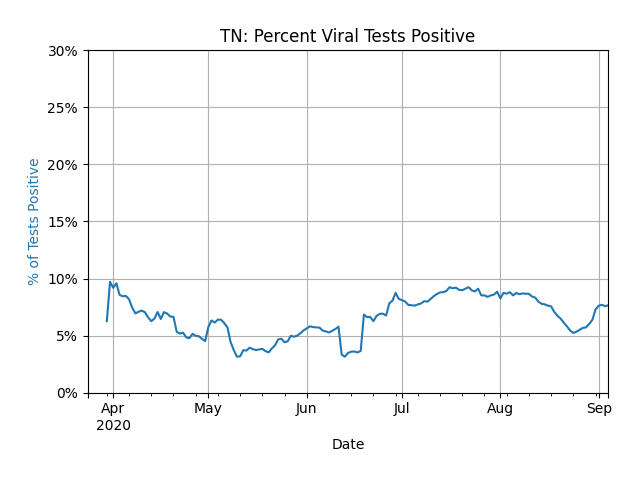 TN: Percent Viral Tests Positive
30%
25%
20%
15%
10%
5%
0%
% of Tests Positive
Apr May Jun Jul Aug Sep
2020
Date